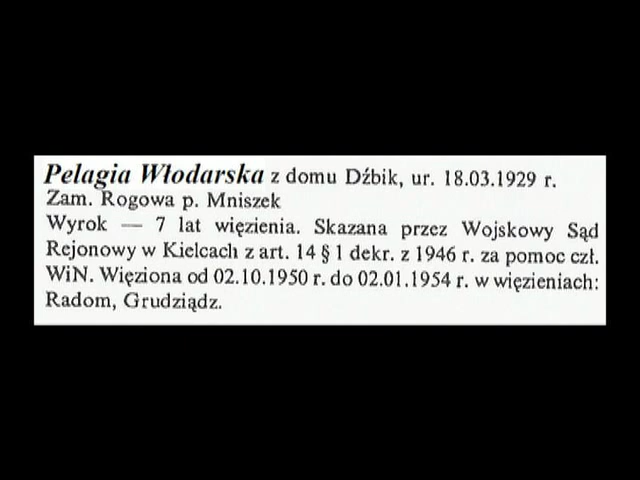 Pelagia Włodarska z domu Dźbik, ur. 18.03.1929 r.
Zam. Rogowa p. Mniszek
Wyrok — 7 lat więzienia. Skazana przez Wojskowy Sąd
Rejonowy w Kielcach z art. 14 § 1 dekr. z 1946 r. za pomoc czł.
WiN. Więziona od 02.10.1950 r. do 02.01.1954 r. w więzieniach:
Radom, Grudziądz.